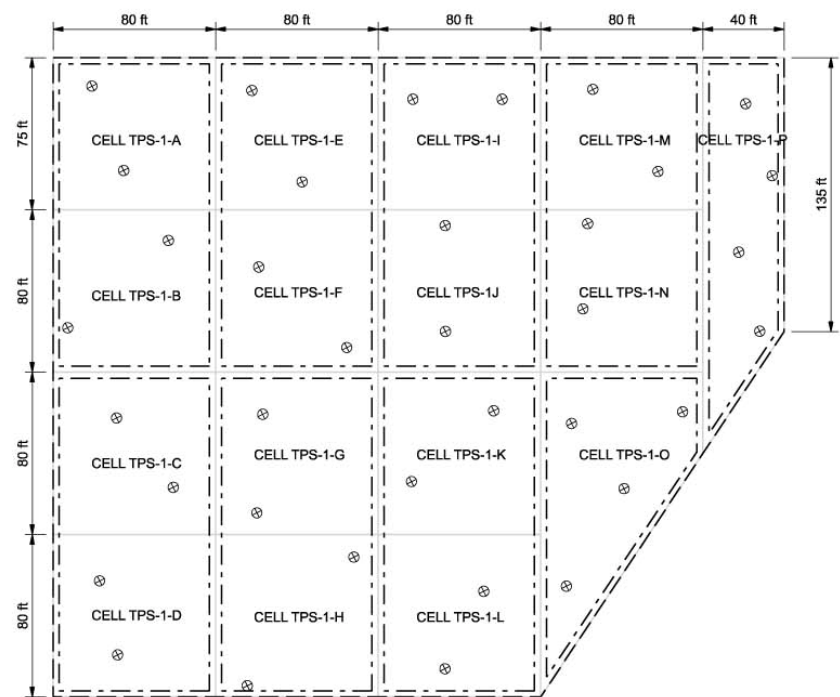 80 ft 80 ft 80 ft 80 ft 40 ft
75 ft
CELL TPS-1-A CELL TPS-1-E CELL TPS-1-I CELL TPS-1-M CELL TPS-1-P
135 ft
80 ft
CELL TPS-1-B CELL TPS-1-F CELL TPS-1J CELL TPS-1-N
80 ft
CELL TPS-1-C CELL TPS-1-G CELL TPS-1-K CELL TPS-1-O
80 ft
CELL TPS-1-D CELL TPS-1-H CELL TPS-1-L